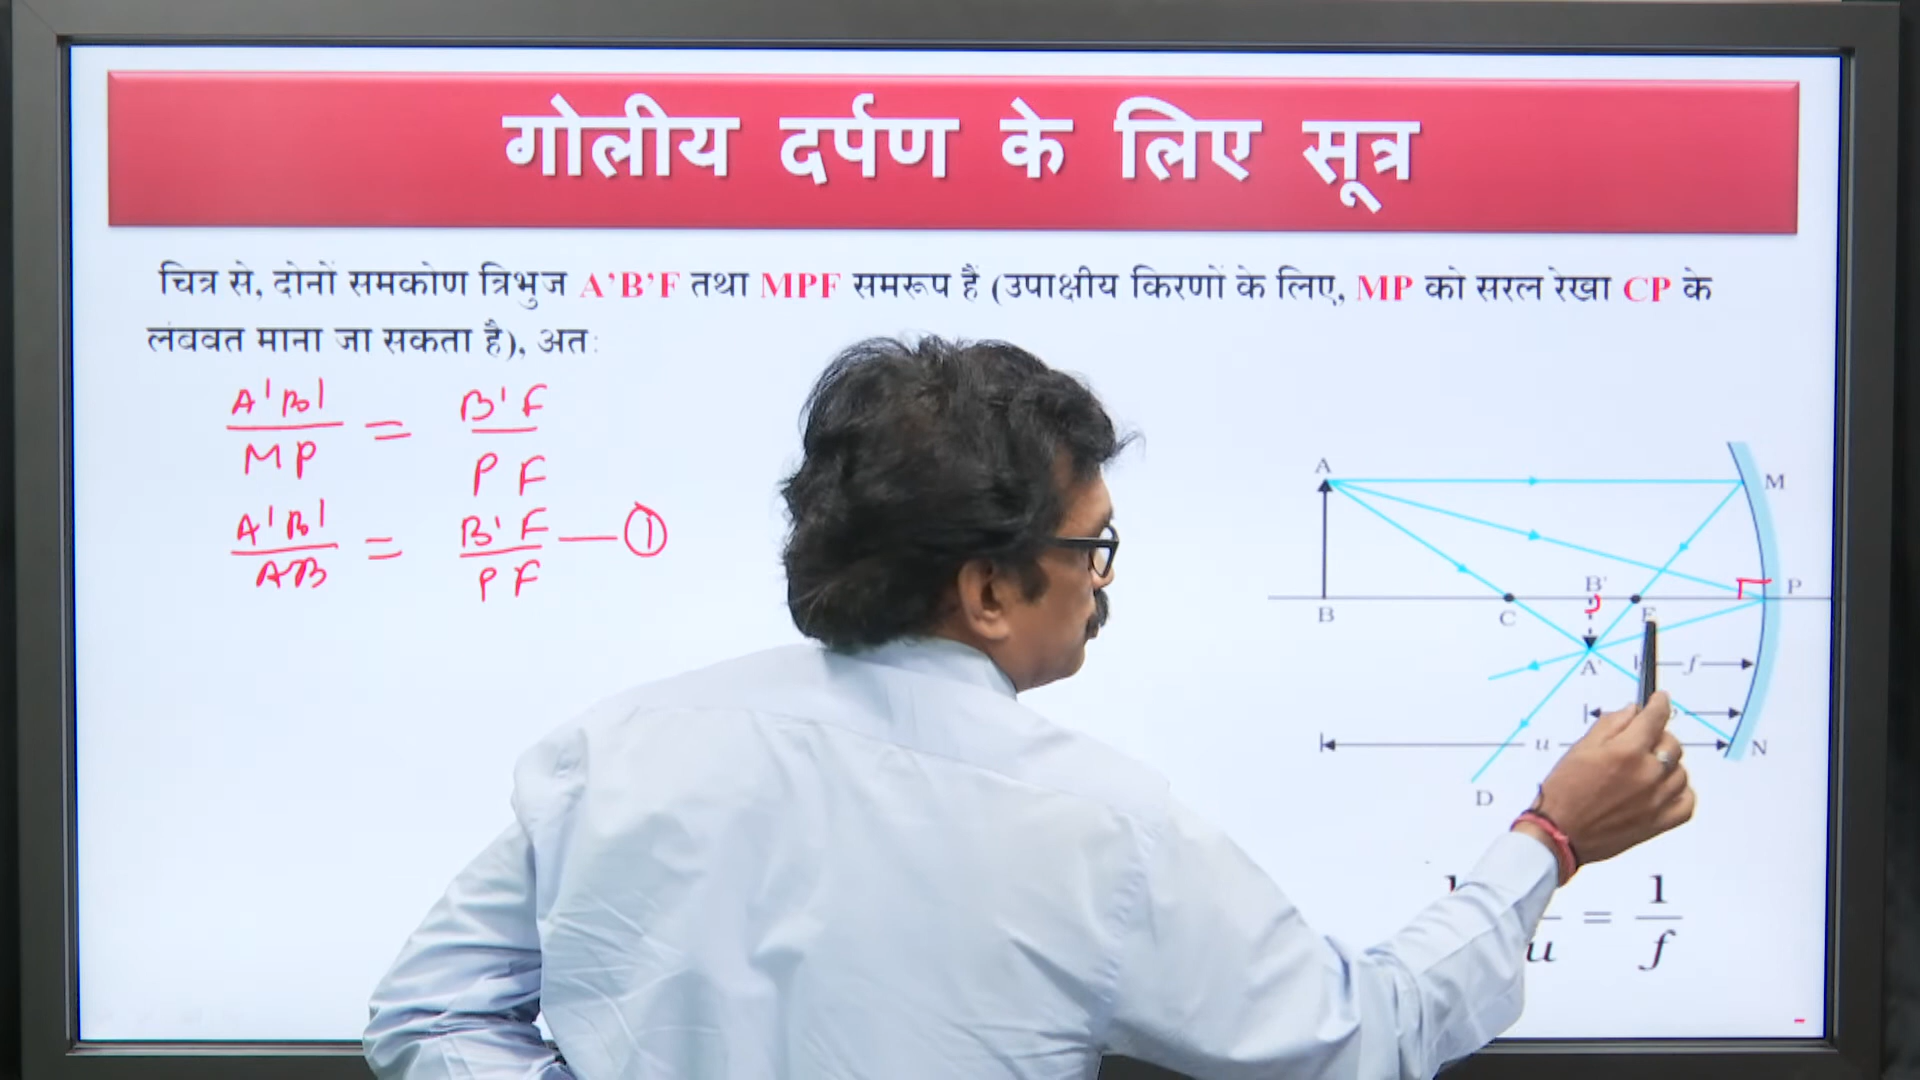 गोलीय दर्पण के लिए सूत्र
चित्र से, दोनों समकोण त्रिभुज A’B’F तथा MPF समरूप हैं (उपाक्षीय किरणों के लिए, MP को सरल रेखा CP के
लंबवत माना जा सकता है), अतः
A'B' / MP = B'F / PF
A'B' / AB = B'F / PF — ①
A
M
B'
P
B
C
F
A'
f
u
N
D
u = 1 / f